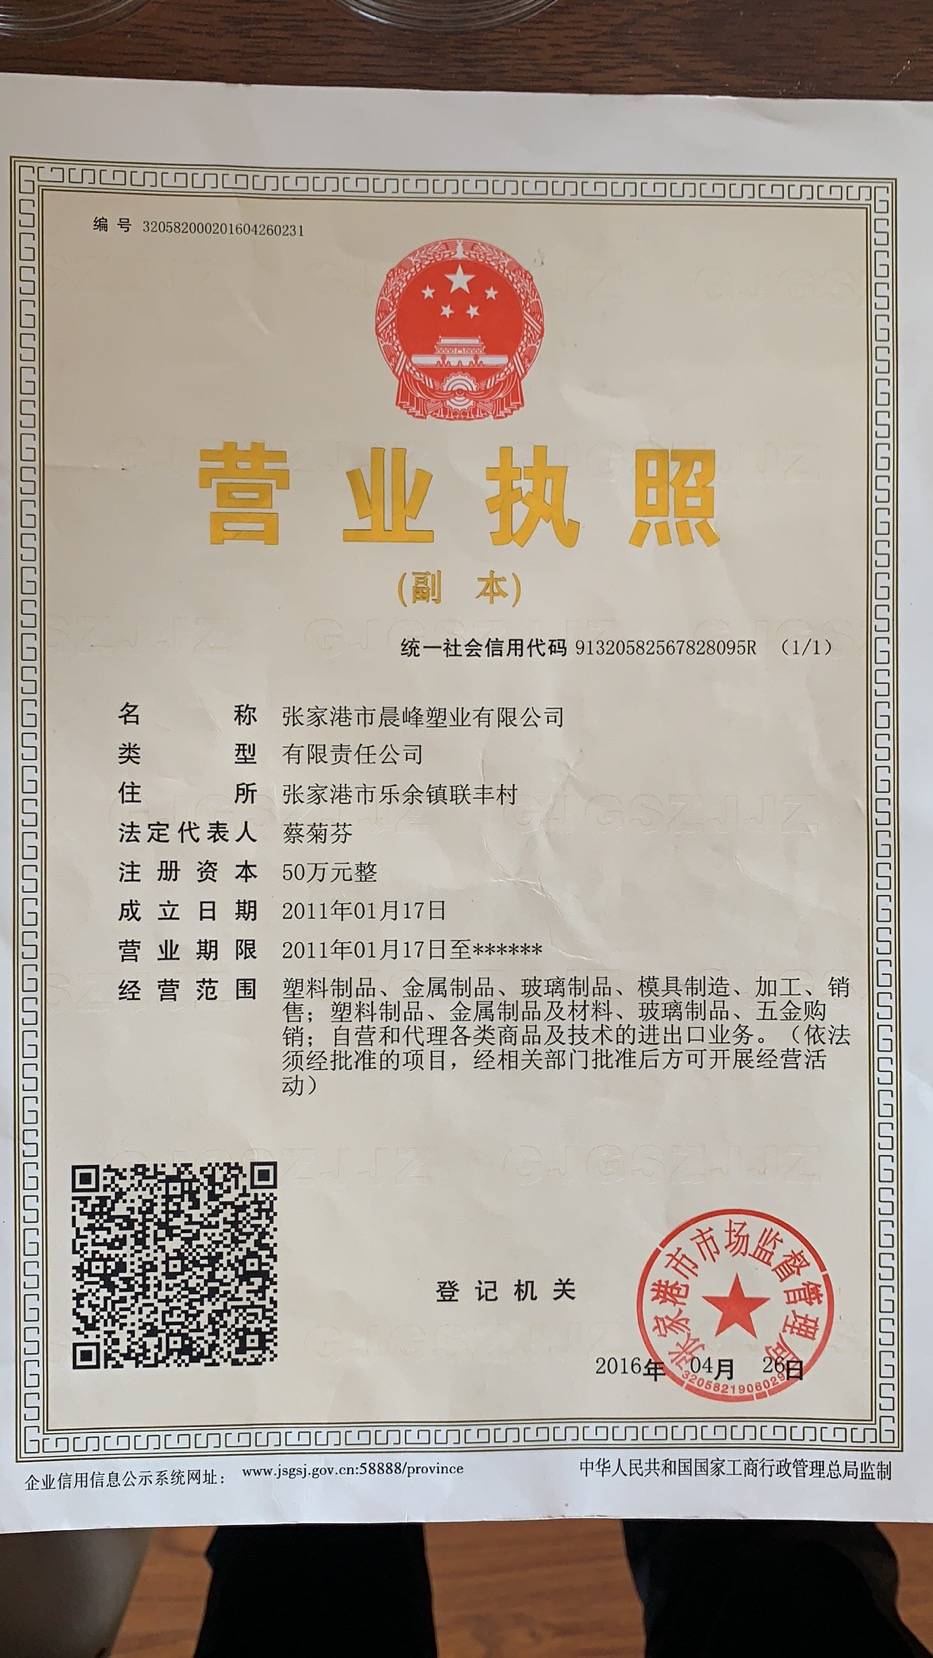 编号 320582000201604260231
营业执照
(副 本)
统一社会信用代码 91320582567828095R (1/1)
名称 张家港市晨峰塑业有限公司
类型 有限责任公司
住所 张家港市乐余镇联丰村
法定代表人 蔡菊芬
注册资本 50万元整
成立日期 2011年01月17日
营业期限 2011年01月17日至******
经营范围 塑料制品、金属制品、玻璃制品、模具制造、加工、销
售；塑料制品、金属制品及材料、玻璃制品、五金购
销；自营和代理各类商品及技术的进出口业务。（依法
须经批准的项目，经相关部门批准后方可开展经营活
动）
登记机关
张家港市市场监督管理局
2016年 04月 26日
企业信用信息公示系统网址： www.jsgsj.gov.cn:58888/province
中华人民共和国国家工商行政管理总局监制